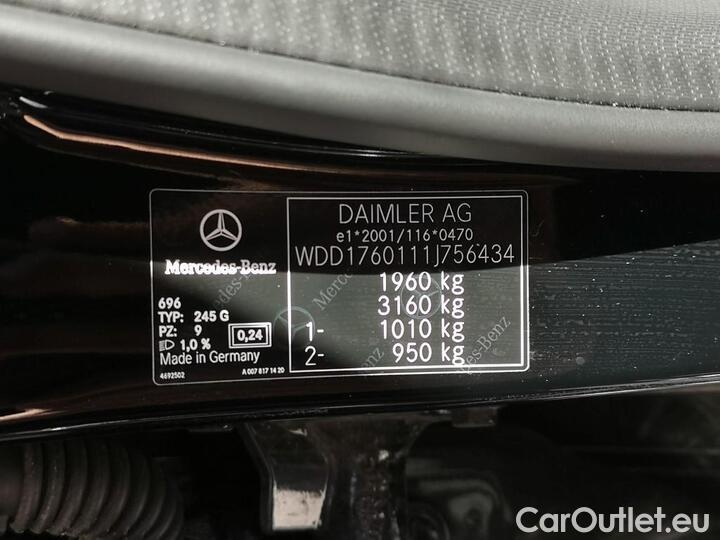 Mercedes-Benz
696
TYP: 245 G
PZ: 9
0,24
1,0 %
Made in Germany
4692502
A 007 817 14 20
DAIMLER AG
e1*2001/116*0470
WDD1760111J756434
1960 kg
3160 kg
1- 1010 kg
2- 950 kg
CarOutlet.eu